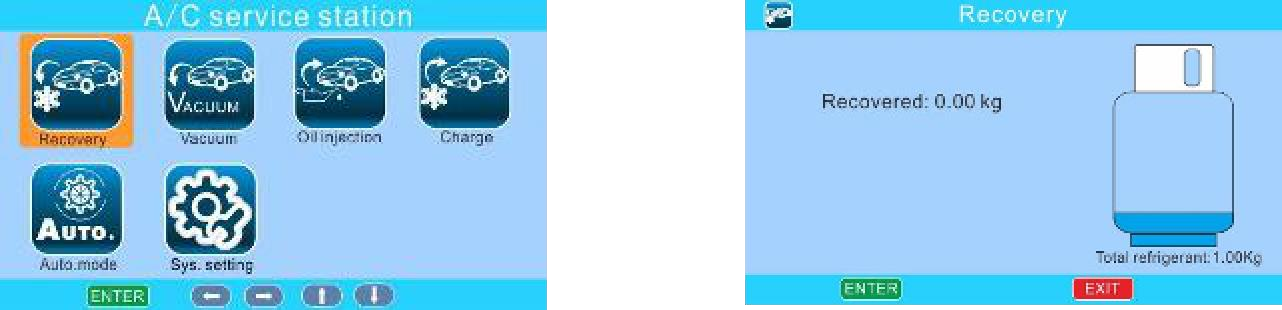 A/C service station
VACUUM
Recovery
Vacuum
Oil injection
Charge
AUTO.
Auto.mode
Sys. setting
ENTER
Recovery
Recovered: 0.00 kg
Total refrigerant:1.00Kg
ENTER
EXIT